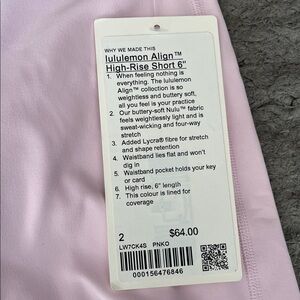 WHY WE MADE THIS
lululemon Align™
High-Rise Short 6"
1. When feeling nothing is
everything. The lululemon
Align™ collection is so
weightless and buttery soft,
all you feel is your practice
2. Our buttery-soft Nulu™ fabric
feels weightlessly light and is
sweat-wicking and four-way
stretch
3. Added Lycra® fibre for stretch
and shape retention
4. Waistband lies flat and won't
dig in
5. Waistband pocket holds your key
or card
6. High rise, 6" length
7. This colour is lined for
coverage
2 $64.00
LW7CK4S PNKO
000156476846